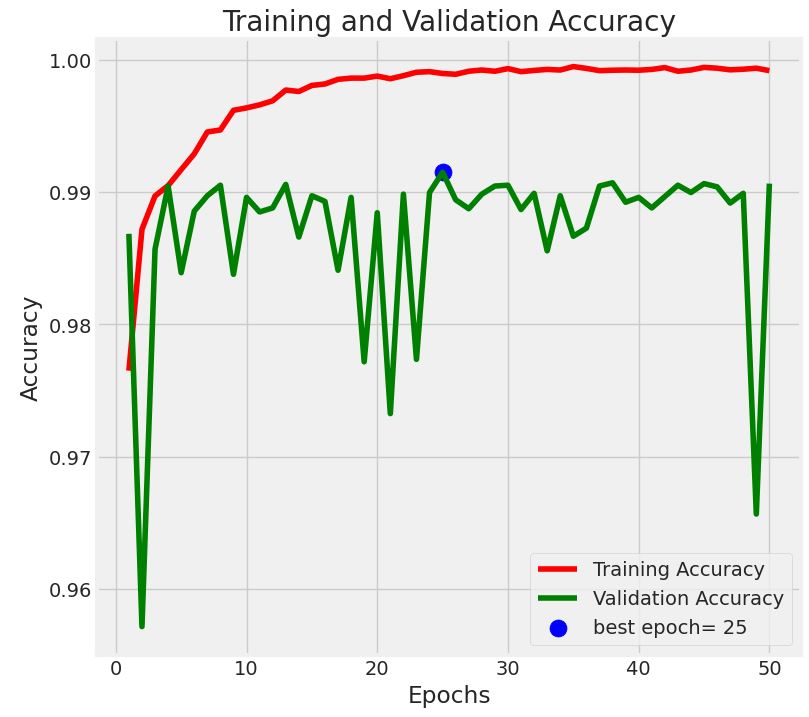 Training and Validation Accuracy
1.00
0.99
0.98
0.97
0.96
Accuracy
0
10
20
30
40
50
Epochs
Training Accuracy
Validation Accuracy
best epoch= 25